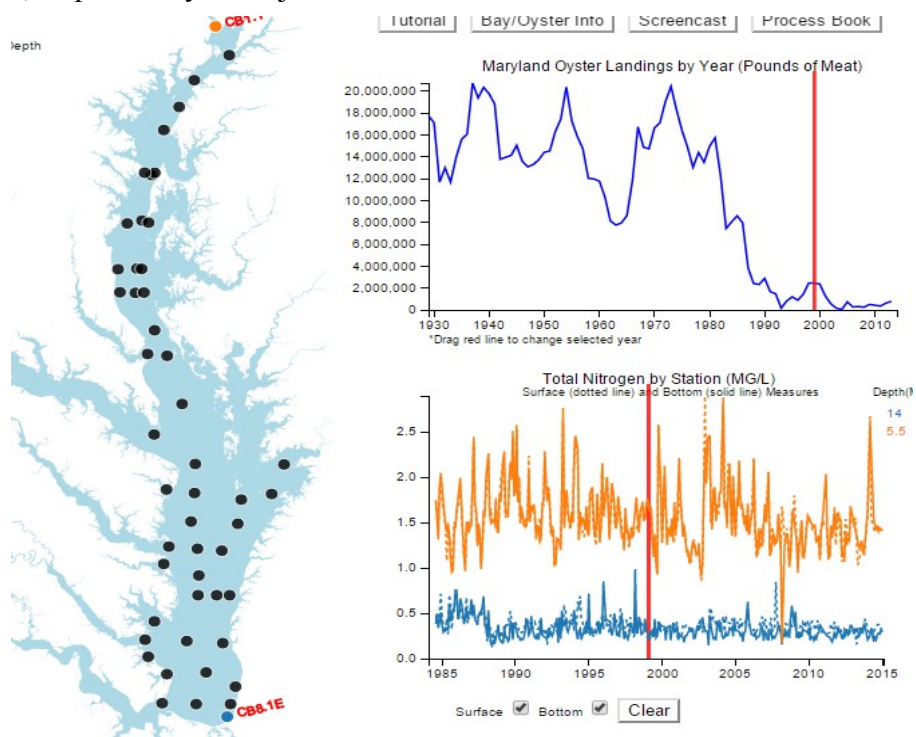 CB1.1
Depth
Tutorial
Bay/Oyster Info
Screencast
Process Book
Maryland Oyster Landings by Year (Pounds of Meat)
20,000,000
18,000,000
16,000,000
14,000,000
12,000,000
10,000,000
8,000,000
6,000,000
4,000,000
2,000,000
0
1930 1940 1950 1960 1970 1980 1990 2000 2010
*Drag red line to change selected year
Total Nitrogen by Station (MG/L)
Surface (dotted line) and Bottom (solid line) Measures
Depth(M
14
5.5
2.5
2.0
1.5
1.0
0.5
0.0
1985 1990 1995 2000 2005 2010 2015
CB8.1E
Surface Bottom Clear